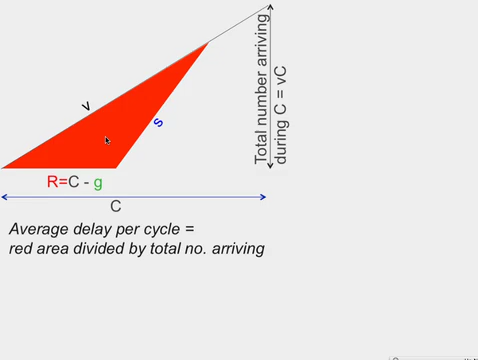 Total number arriving
during C = vC
v
s
R=C - g
C
Average delay per cycle =
red area divided by total no. arriving